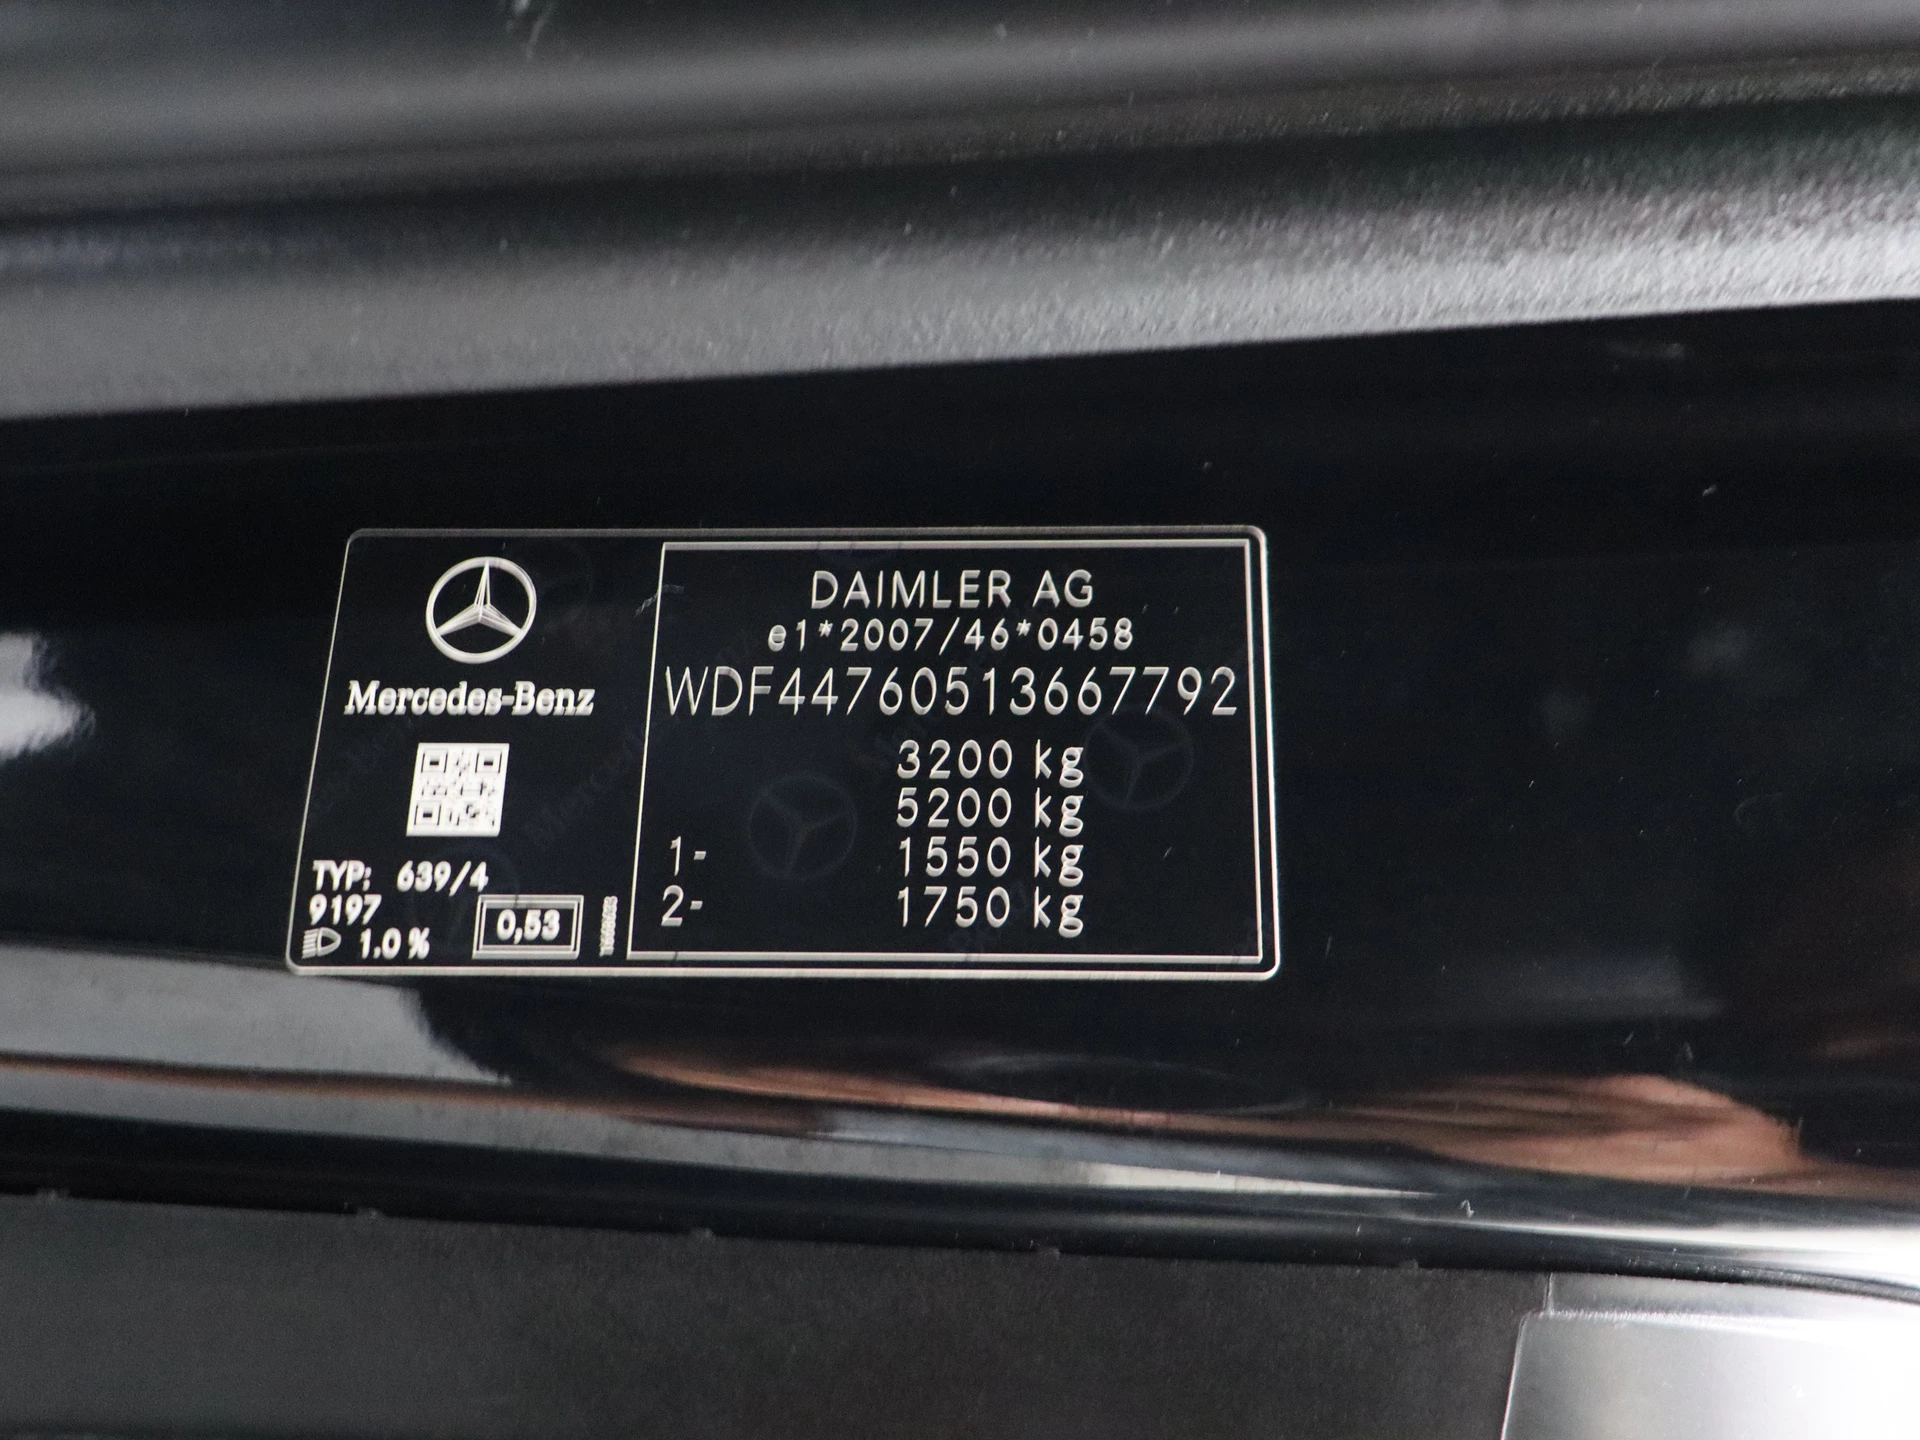 Mercedes-Benz
TYP: 639/4
9197
1.0 %
0,53
DAIMLER AG
e1*2007/46*0458
WDF44760513667792
3200 kg
5200 kg
1- 1550 kg
2- 1750 kg